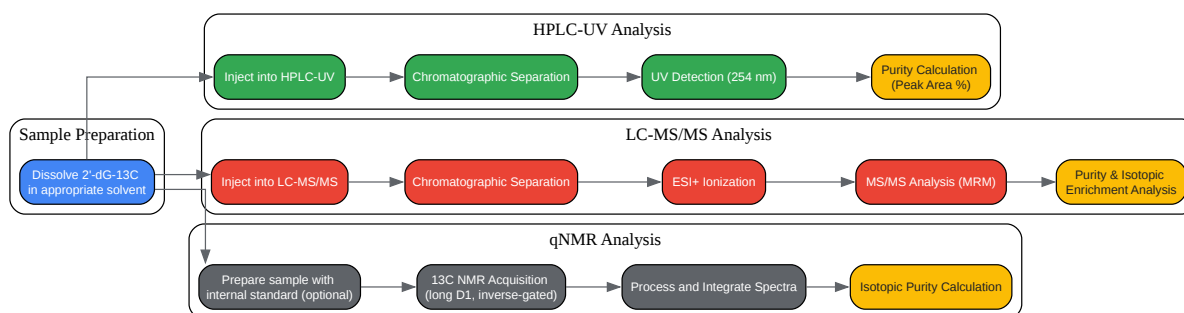 HPLC-UV Analysis
Inject into HPLC-UV
Chromatographic Separation
UV Detection (254 nm)
Purity Calculation
(Peak Area %)
Sample Preparation
Dissolve 2'-dG-13C
in appropriate solvent
LC-MS/MS Analysis
Inject into LC-MS/MS
Chromatographic Separation
ESI+ Ionization
MS/MS Analysis (MRM)
Purity & Isotopic
Enrichment Analysis
qNMR Analysis
Prepare sample with
internal standard (optional)
13C NMR Acquisition
(long D1, inverse-gated)
Process and Integrate Spectra
Isotopic Purity Calculation